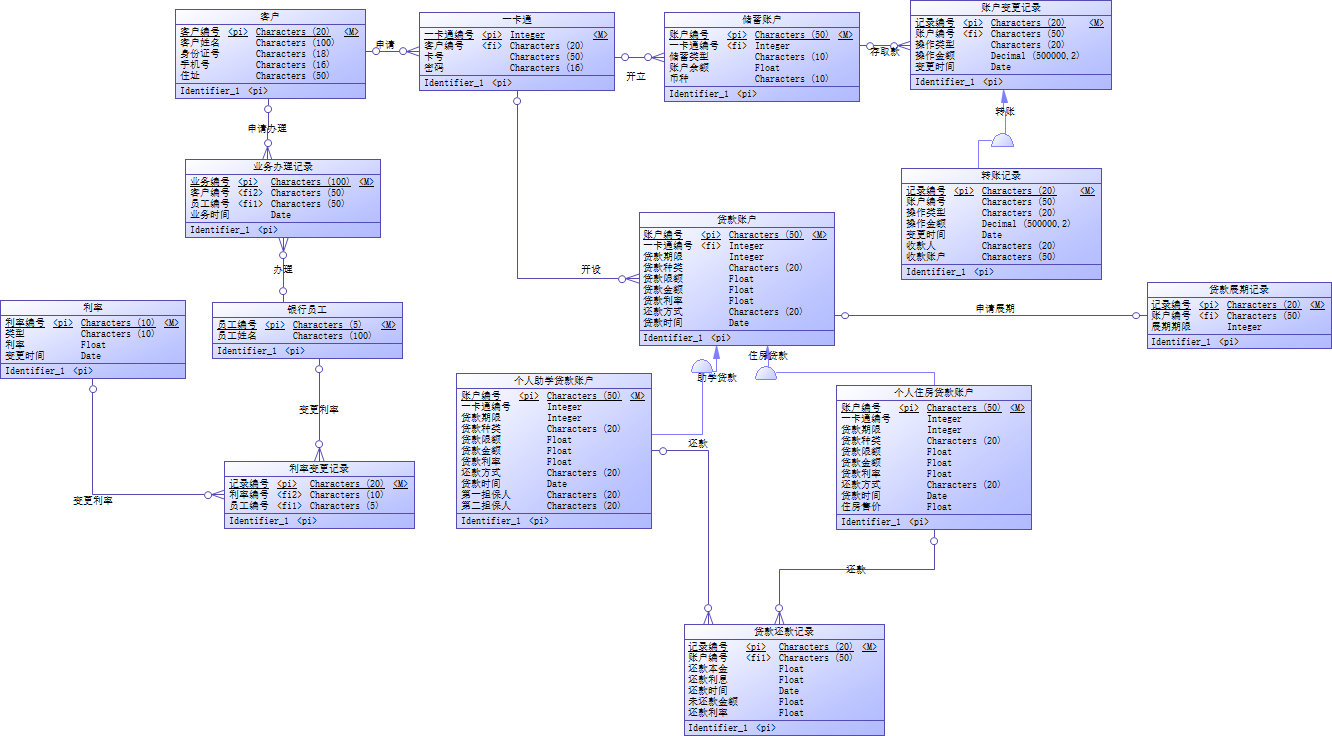 客户
客户编号 <pi> Characters (20) <M>
客户姓名 Characters (100)
身份证号 Characters (18)
手机号 Characters (16)
住址 Characters (50)
Identifier_1 <pi>
申请
一卡通
一卡通编号 <pi> Integer <M>
客户编号 <fi> Characters (20)
卡号 Characters (50)
密码 Characters (16)
Identifier_1 <pi>
开立
储蓄账户
账户编号 <pi> Characters (50) <M>
一卡通编号 <fi> Integer
储蓄类型 Characters (10)
账户余额 Float
币种 Characters (10)
Identifier_1 <pi>
存取款
账户变更记录
记录编号 <pi> Characters (20) <M>
账户编号 <fi> Characters (50)
操作类型 Characters (20)
操作金额 Decimal (500000,2)
变更时间 Date
Identifier_1 <pi>
转账
申请办理
业务办理记录
业务编号 <pi> Characters (100) <M>
客户编号 <fi2> Characters (50)
员工编号 <fi1> Characters (50)
业务时间 Date
Identifier_1 <pi>
办理
转账记录
记录编号 <pi> Characters (20) <M>
账户编号 Characters (50)
操作类型 Characters (20)
操作金额 Decimal (500000,2)
变更时间 Date
收款人 Characters (20)
收款账户 Characters (50)
Identifier_1 <pi>
开设
贷款账户
账户编号 <pi> Characters (50) <M>
一卡通编号 <fi> Integer
贷款期限 Integer
贷款种类 Characters (20)
贷款限额 Float
贷款金额 Float
贷款利率 Float
还款方式 Characters (20)
贷款时间 Date
Identifier_1 <pi>
申请展期
贷款展期记录
记录编号 <pi> Characters (20) <M>
账户编号 <fi> Characters (50)
展期期限 Integer
Identifier_1 <pi>
利率
利率编号 <pi> Characters (10) <M>
类型 Characters (10)
利率 Float
变更时间 Date
Identifier_1 <pi>
银行员工
员工编号 <pi> Characters (5) <M>
员工姓名 Characters (100)
Identifier_1 <pi>
变更利率
助学贷款
住房贷款
个人助学贷款账户
账户编号 <pi> Characters (50) <M>
一卡通编号 Integer
贷款期限 Integer
贷款种类 Characters (20)
贷款限额 Float
贷款金额 Float
贷款利率 Float
还款方式 Characters (20)
贷款时间 Date
第一担保人 Characters (20)
第二担保人 Characters (20)
Identifier_1 <pi>
还款
个人住房贷款账户
账户编号 <pi> Characters (50) <M>
一卡通编号 Integer
贷款期限 Integer
贷款种类 Characters (20)
贷款限额 Float
贷款金额 Float
贷款利率 Float
还款方式 Characters (20)
贷款时间 Date
住房售价 Float
Identifier_1 <pi>
还款
利率变更记录
记录编号 <pi> Characters (20) <M>
利率编号 <fi2> Characters (10)
员工编号 <fi1> Characters (5)
Identifier_1 <pi>
变更利率
贷款还款记录
记录编号 <pi> Characters (20) <M>
账户编号 <fi1> Characters (50)
还款本金 Float
还款利息 Float
还款时间 Date
未还款金额 Float
还款利率 Float
Identifier_1 <pi>